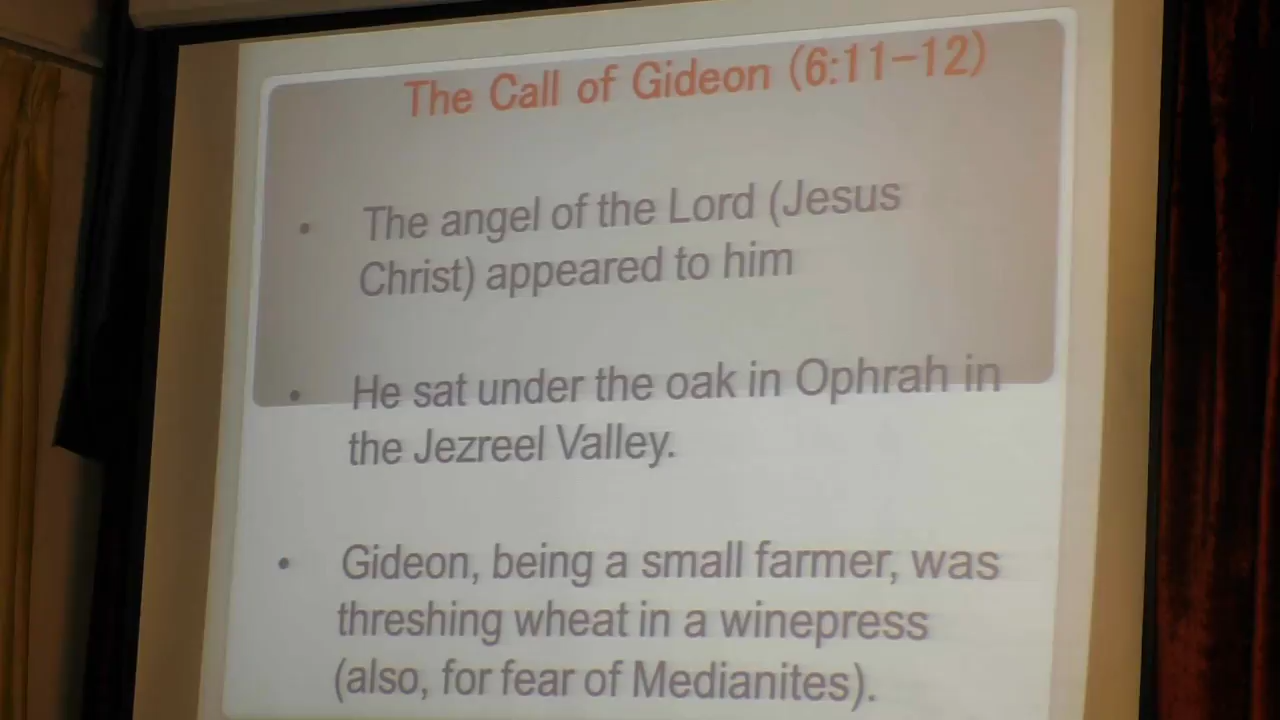 The Call of Gideon (6:11-12)
• The angel of the Lord (Jesus
Christ) appeared to him
• He sat under the oak in Ophrah in
the Jezreel Valley.
• Gideon, being a small farmer, was
threshing wheat in a winepress
(also, for fear of Medianites).